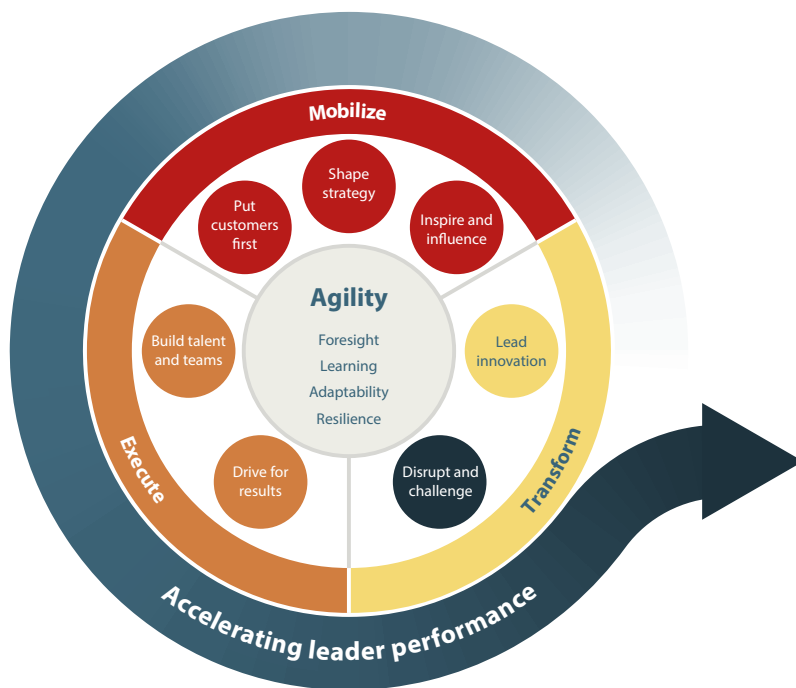 Mobilize
Shape
strategy
Put
customers
first
Inspire and
influence
Agility
Foresight
Learning
Adaptability
Resilience
Build talent
and teams
Lead
innovation
Drive for
results
Disrupt and
challenge
Execute
Transform
Accelerating leader performance